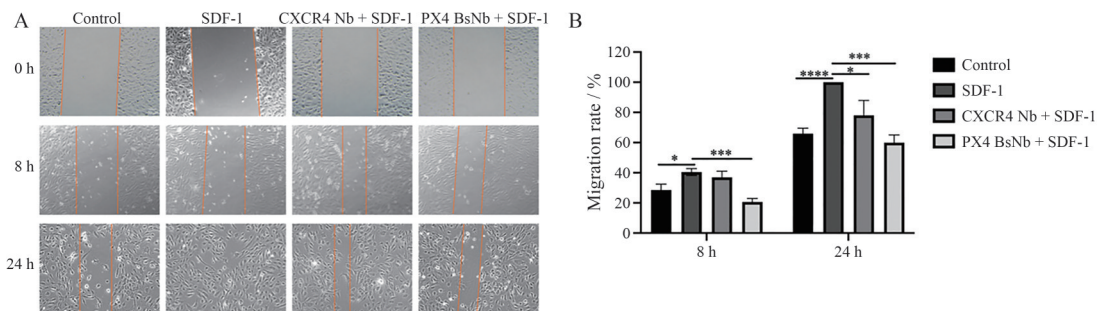 A
Control
SDF-1
CXCR4 Nb + SDF-1
PX4 BsNb + SDF-1
0 h
8 h
24 h
B
Migration rate / %
120
100
80
60
40
20
0
*
***
****
*
***
8 h
24 h
Control
SDF-1
CXCR4 Nb + SDF-1
PX4 BsNb + SDF-1